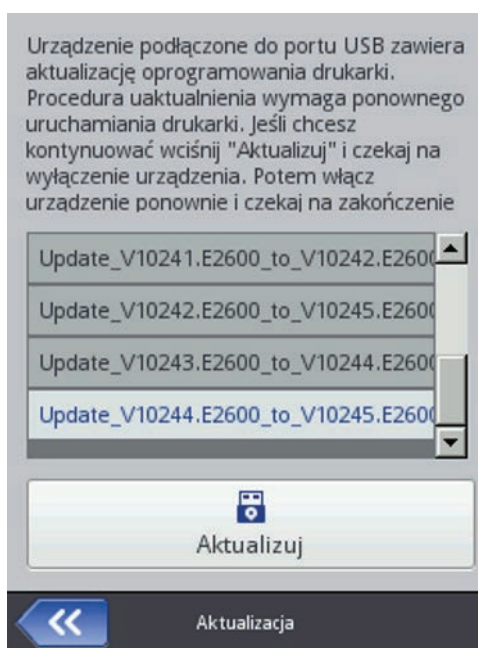 Urządzenie podłączone do portu USB zawiera
aktualizację oprogramowania drukarki.
Procedura uaktualnienia wymaga ponownego
uruchamiania drukarki. Jeśli chcesz
kontynuować wciśnij "Aktualizuj" i czekaj na
wyłączenie urządzenia. Potem włącz
urządzenie ponownie i czekaj na zakończenie
Update_V10241.E2600_to_V10242.E2600
Update_V10242.E2600_to_V10245.E2600
Update_V10243.E2600_to_V10244.E2600
Update_V10244.E2600_to_V10245.E2600
Aktualizuj
Aktualizacja